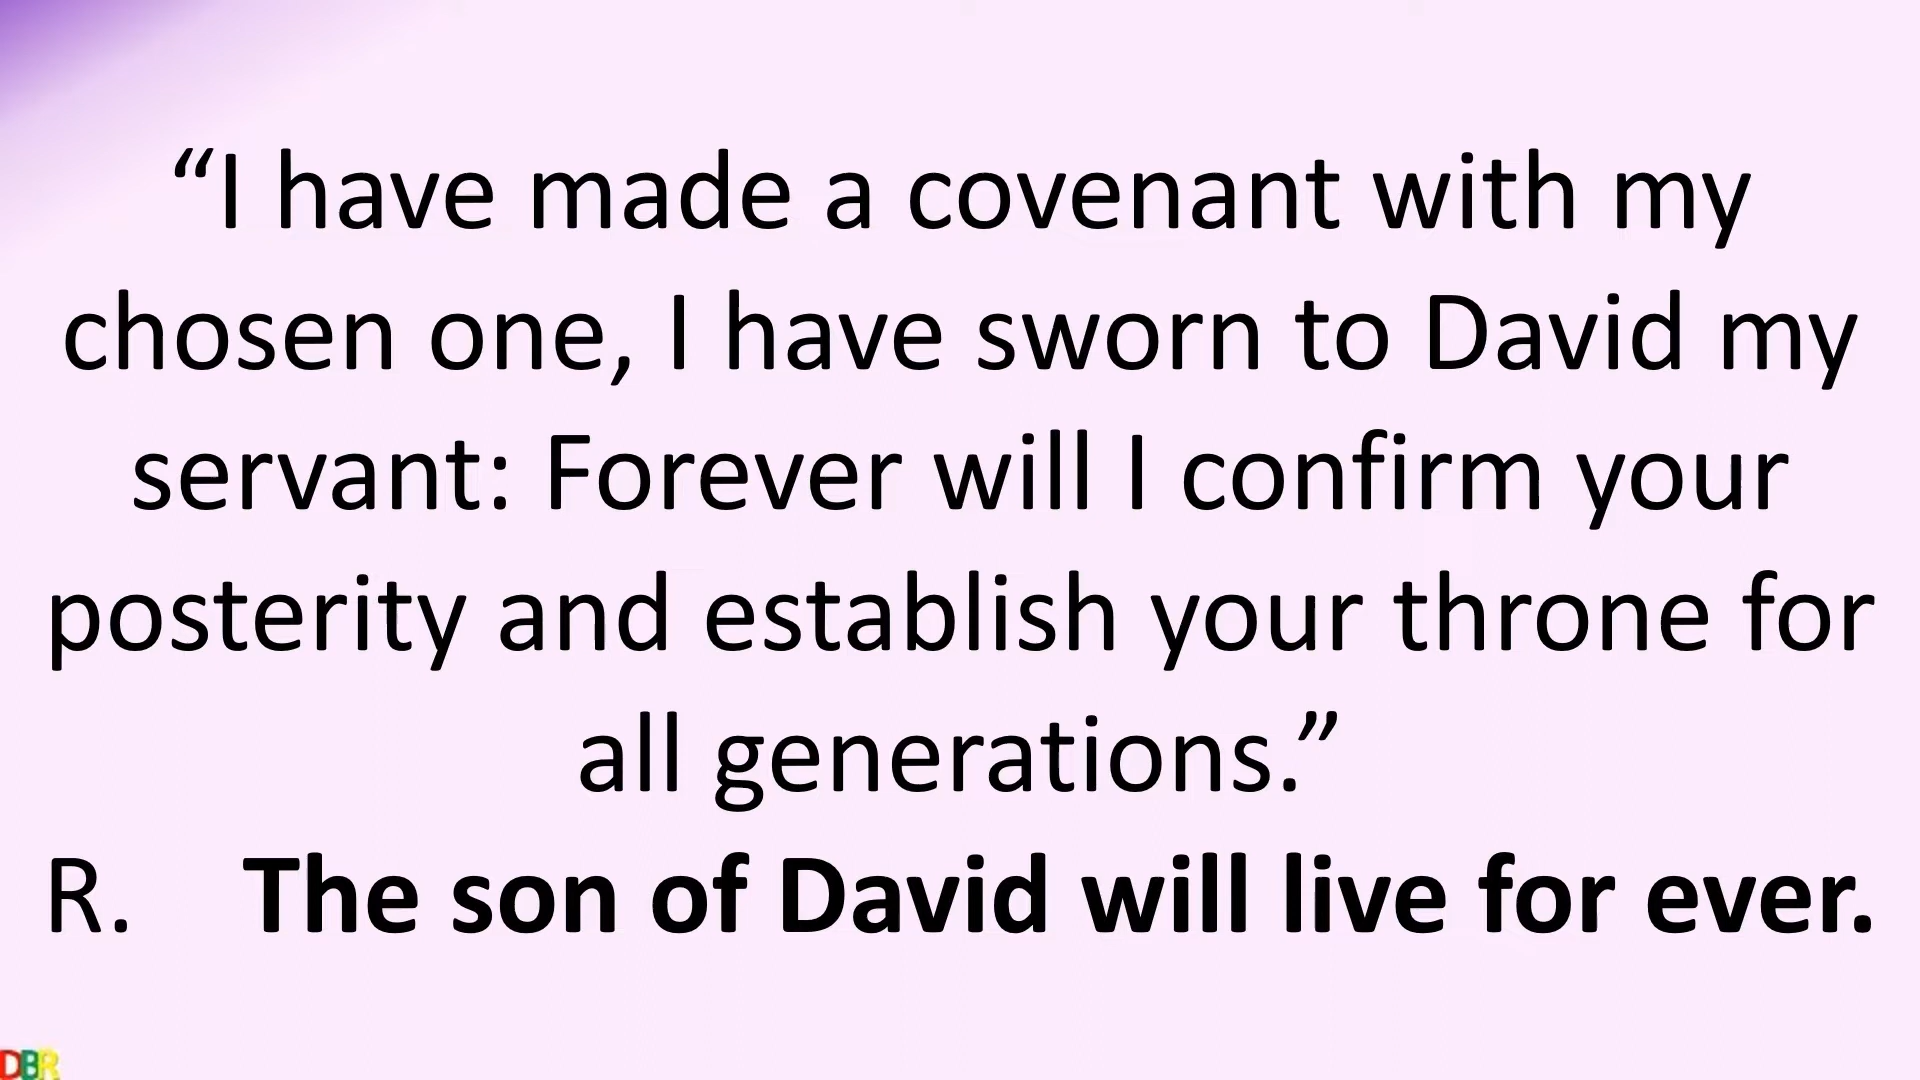 “I have made a covenant with my
chosen one, I have sworn to David my
servant: Forever will I confirm your
posterity and establish your throne for
all generations.”
R. The son of David will live for ever.
DBR